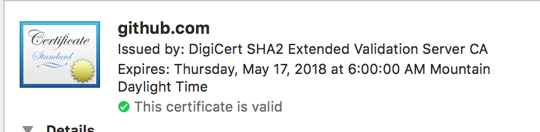 Certificate
Standard
github.com
Issued by: DigiCert SHA2 Extended Validation Server CA
Expires: Thursday, May 17, 2018 at 6:00:00 AM Mountain
Daylight Time
This certificate is valid
Details